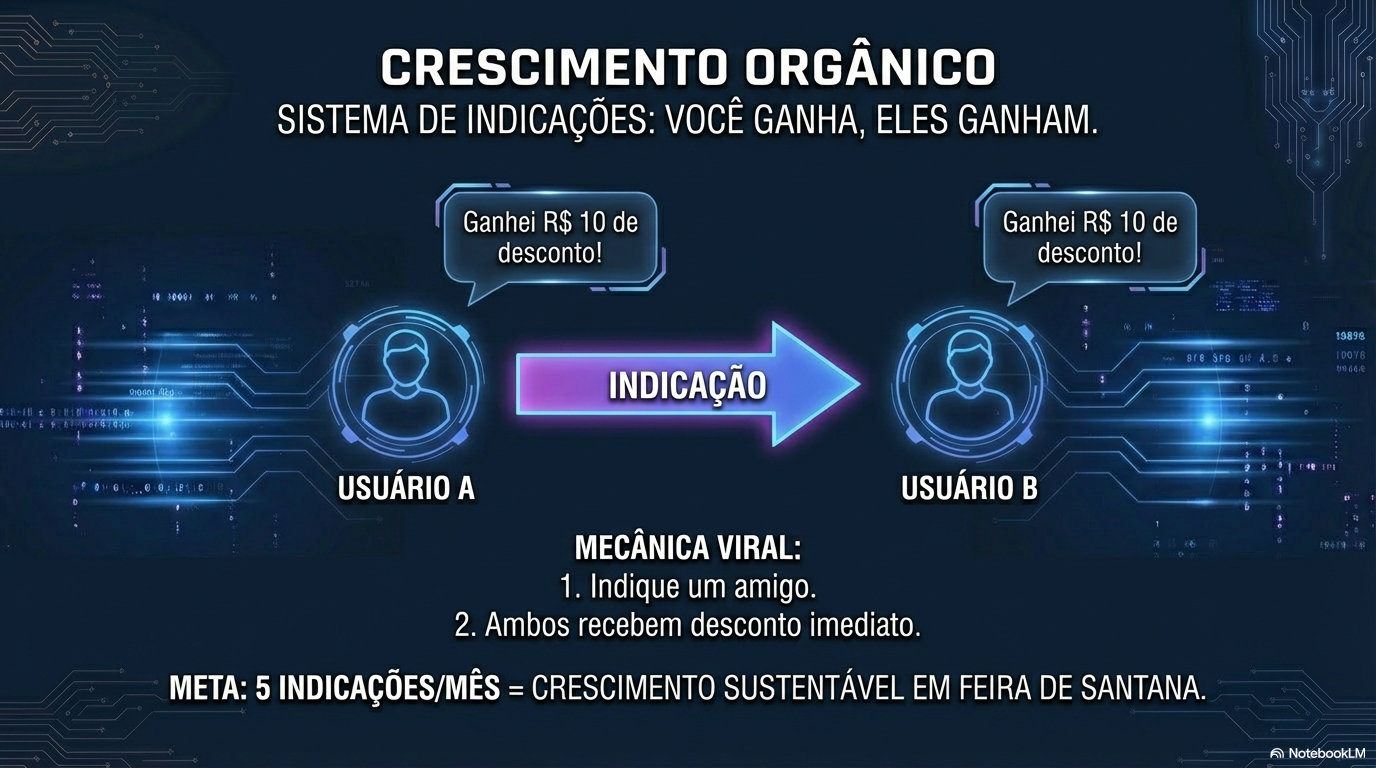 CRESCIMENTO ORGÂNICO
SISTEMA DE INDICAÇÕES: VOCÊ GANHA, ELES GANHAM.
Ganhei R$ 10 de
desconto!
Ganhei R$ 10 de
desconto!
INDICAÇÃO
USUÁRIO A
USUÁRIO B
MECÂNICA VIRAL:
1. Indique um amigo.
2. Ambos recebem desconto imediato.
META: 5 INDICAÇÕES/MÊS = CRESCIMENTO SUSTENTÁVEL EM FEIRA DE SANTANA.
NotebookLM